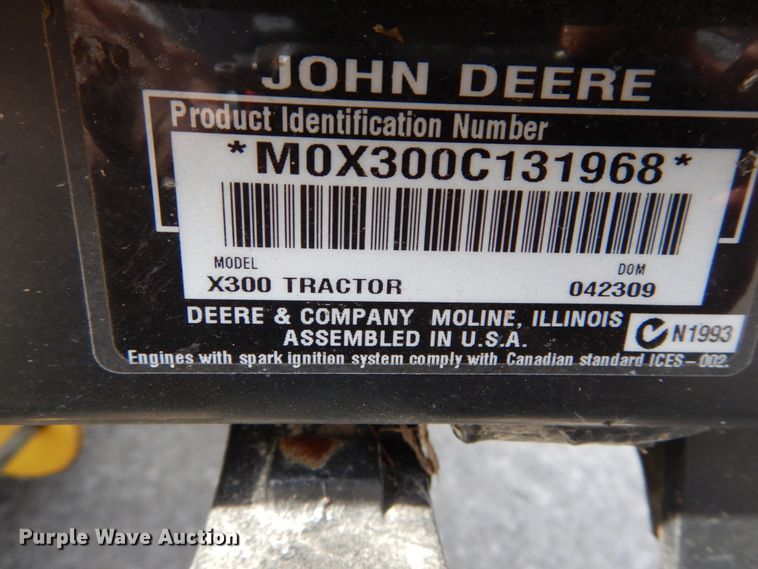 JOHN DEERE
Product Identification Number
*M0X300C131968*
MODEL DOM
X300 TRACTOR 042309
DEERE & COMPANY MOLINE, ILLINOIS
ASSEMBLED IN U.S.A.
N1993
Engines with spark ignition system comply with Canadian standard ICES-002.
Purple Wave Auction